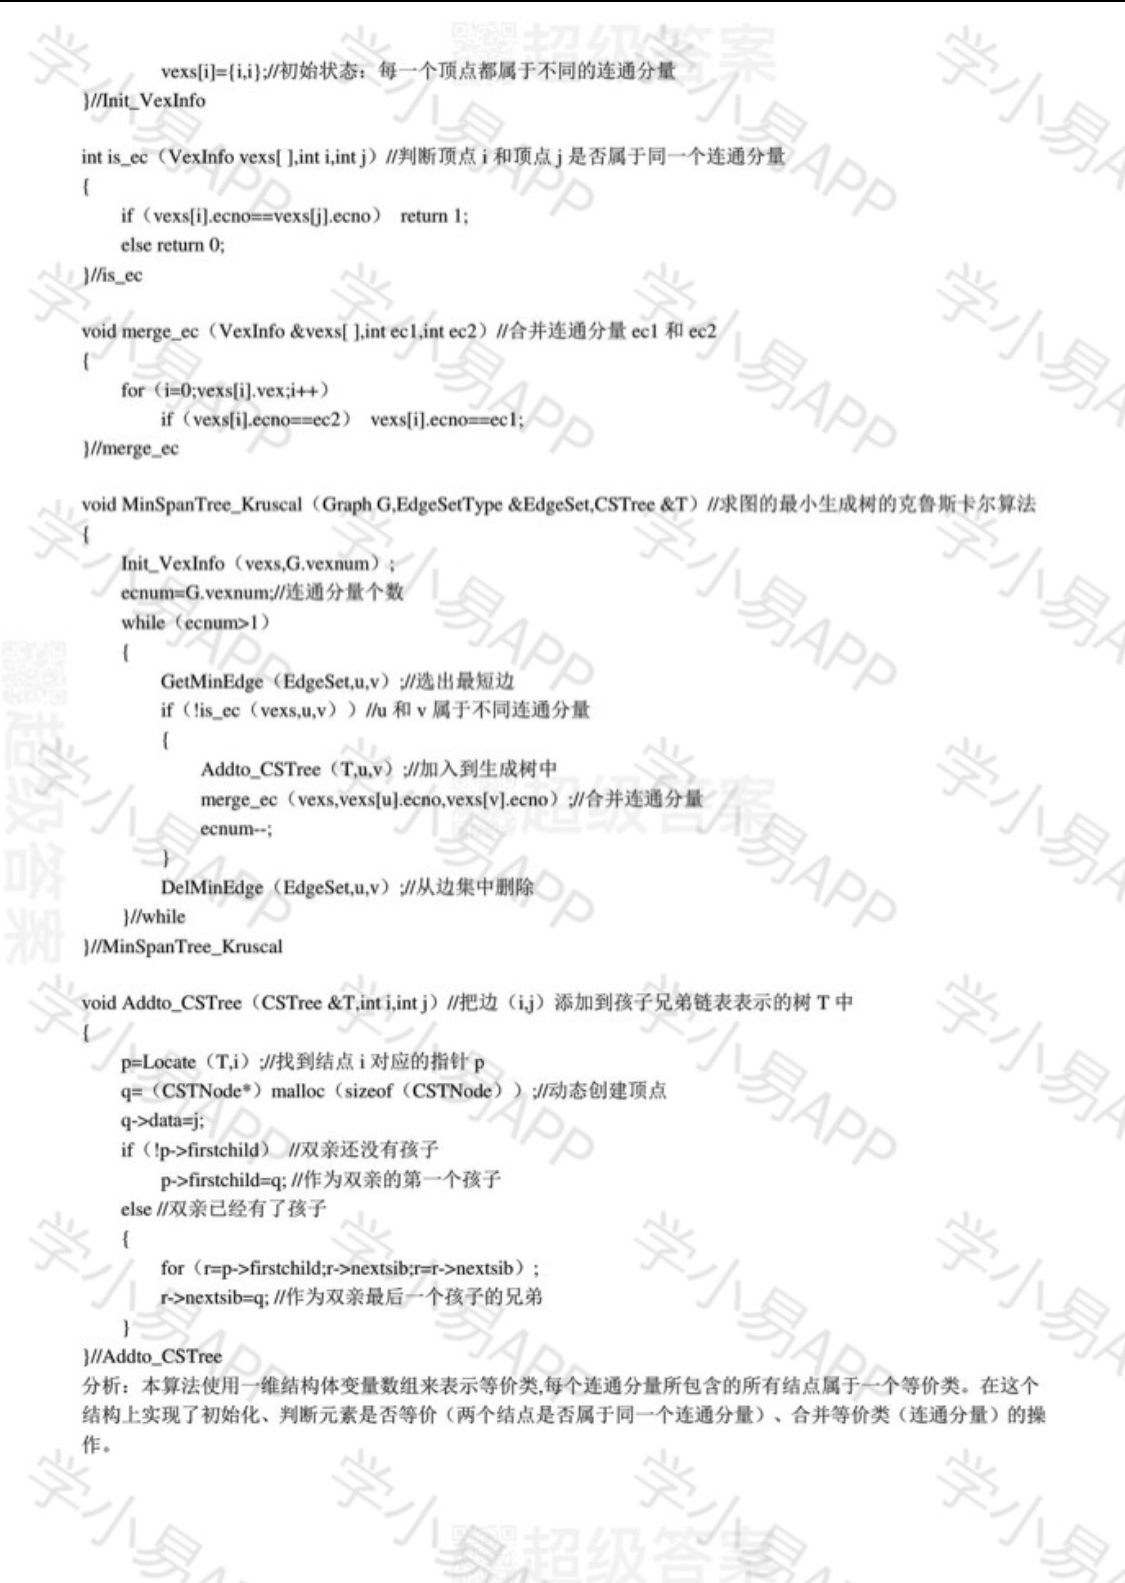 vexs[i]={i,i};//初始状态：每一个顶点都属于不同的连通分量
}//Init_VexInfo
int is_ec（VexInfo vexs[ ],int i,int j）//判断顶点 i 和顶点 j 是否属于同一个连通分量
{
if（vexs[i].ecno==vexs[j].ecno） return 1;
else return 0;
}//is_ec
void merge_ec（VexInfo &vexs[ ],int ec1,int ec2）//合并连通分量 ec1 和 ec2
{
for（i=0;vexs[i].vex;i++）
if（vexs[i].ecno==ec2） vexs[i].ecno==ec1;
}//merge_ec
void MinSpanTree_Kruscal（Graph G,EdgeSetType &EdgeSet,CSTree &T）//求图的最小生成树的克鲁斯卡尔算法
{
Init_VexInfo（vexs,G.vexnum）;
ecnum=G.vexnum;//连通分量个数
while（ecnum>1）
{
GetMinEdge（EdgeSet,u,v）;//选出最短边
if（!is_ec（vexs,u,v））//u 和 v 属于不同连通分量
{
Addto_CSTree（T,u,v）;//加入到生成树中
merge_ec（vexs,vexs[u].ecno,vexs[v].ecno）;//合并连通分量
ecnum--;
}
DelMinEdge（EdgeSet,u,v）;//从边集中删除
}//while
}//MinSpanTree_Kruscal
void Addto_CSTree（CSTree &T,int i,int j）//把边（i,j）添加到孩子兄弟链表表示的树 T 中
{
p=Locate（T,i）;//找到结点 i 对应的指针 p
q=（CSTNode*）malloc（sizeof（CSTNode））;//动态创建顶点
q->data=j;
if（!p->firstchild） //双亲还没有孩子
p->firstchild=q; //作为双亲的第一个孩子
else //双亲已经有了孩子
{
for（r=p->firstchild;r->nextsib;r=r->nextsib）;
r->nextsib=q; //作为双亲最后一个孩子的兄弟
}
}//Addto_CSTree
分析：本算法使用一维结构体变量数组来表示等价类,每个连通分量所包含的所有结点属于一个等价类。在这个
结构上实现了初始化、判断元素是否等价（两个结点是否属于同一个连通分量）、合并等价类（连通分量）的操
作。
学小易APP
超级答案